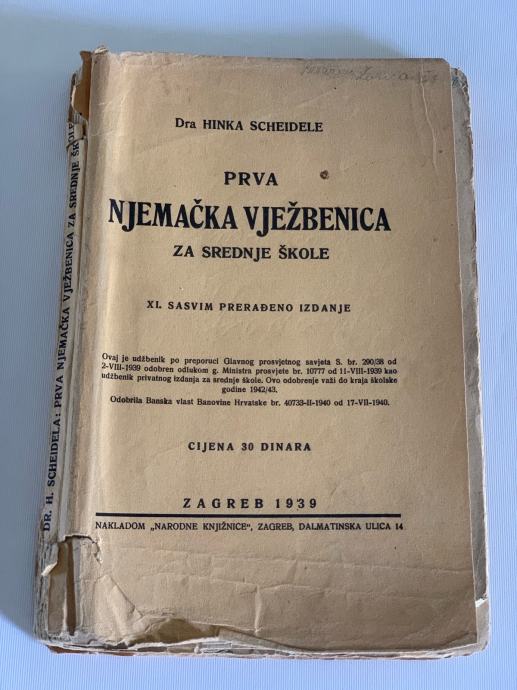 Dra HINKA SCHEIDELE
PRVA
NJEMAČKA VJEŽBENICA
ZA SREDNJE ŠKOLE
XI. SASVIM PRERAĐENO IZDANJE
Ovaj je udžbenik po preporuci Glavnog prosvjetnog savjeta S. br. 290/38 od
2-VIII-1939 odobren odlukom g. Ministra prosvjete br. 10777 od 11-VIII-1939 kao
udžbenik privatnog izdanja za srednje škole. Ovo odobrenje važi do kraja školske
godine 1942/43.
Odobrila Banska vlast Banovine Hrvatske br. 40733-II-1940 od 17-VII-1940.
CIJENA 30 DINARA
ZAGREB 1939
NAKLADOM „NARODNE KNJIŽNICE", ZAGREB, DALMATINSKA ULICA 14
DR. H. SCHEIDELA: PRVA NJEMAČKA VJEŽBENICA ZA SREDNJE ŠKOLE